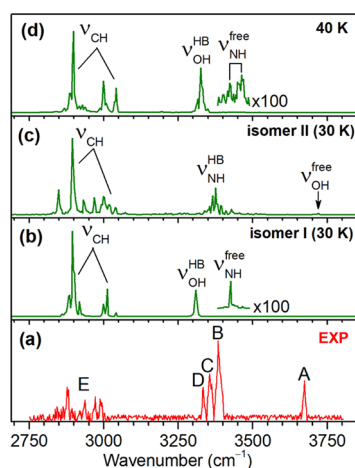 (d)
40 K
ν_CH
ν_OH^HB
ν_NH^free
x100
(c)
isomer II (30 K)
ν_CH
ν_NH^HB
ν_OH^free
(b)
isomer I (30 K)
ν_CH
ν_OH^HB
ν_NH^free
x100
(a)
EXP
E
D
C
B
A
2750 3000 3250 3500 3750
Wavenumber (cm⁻¹)